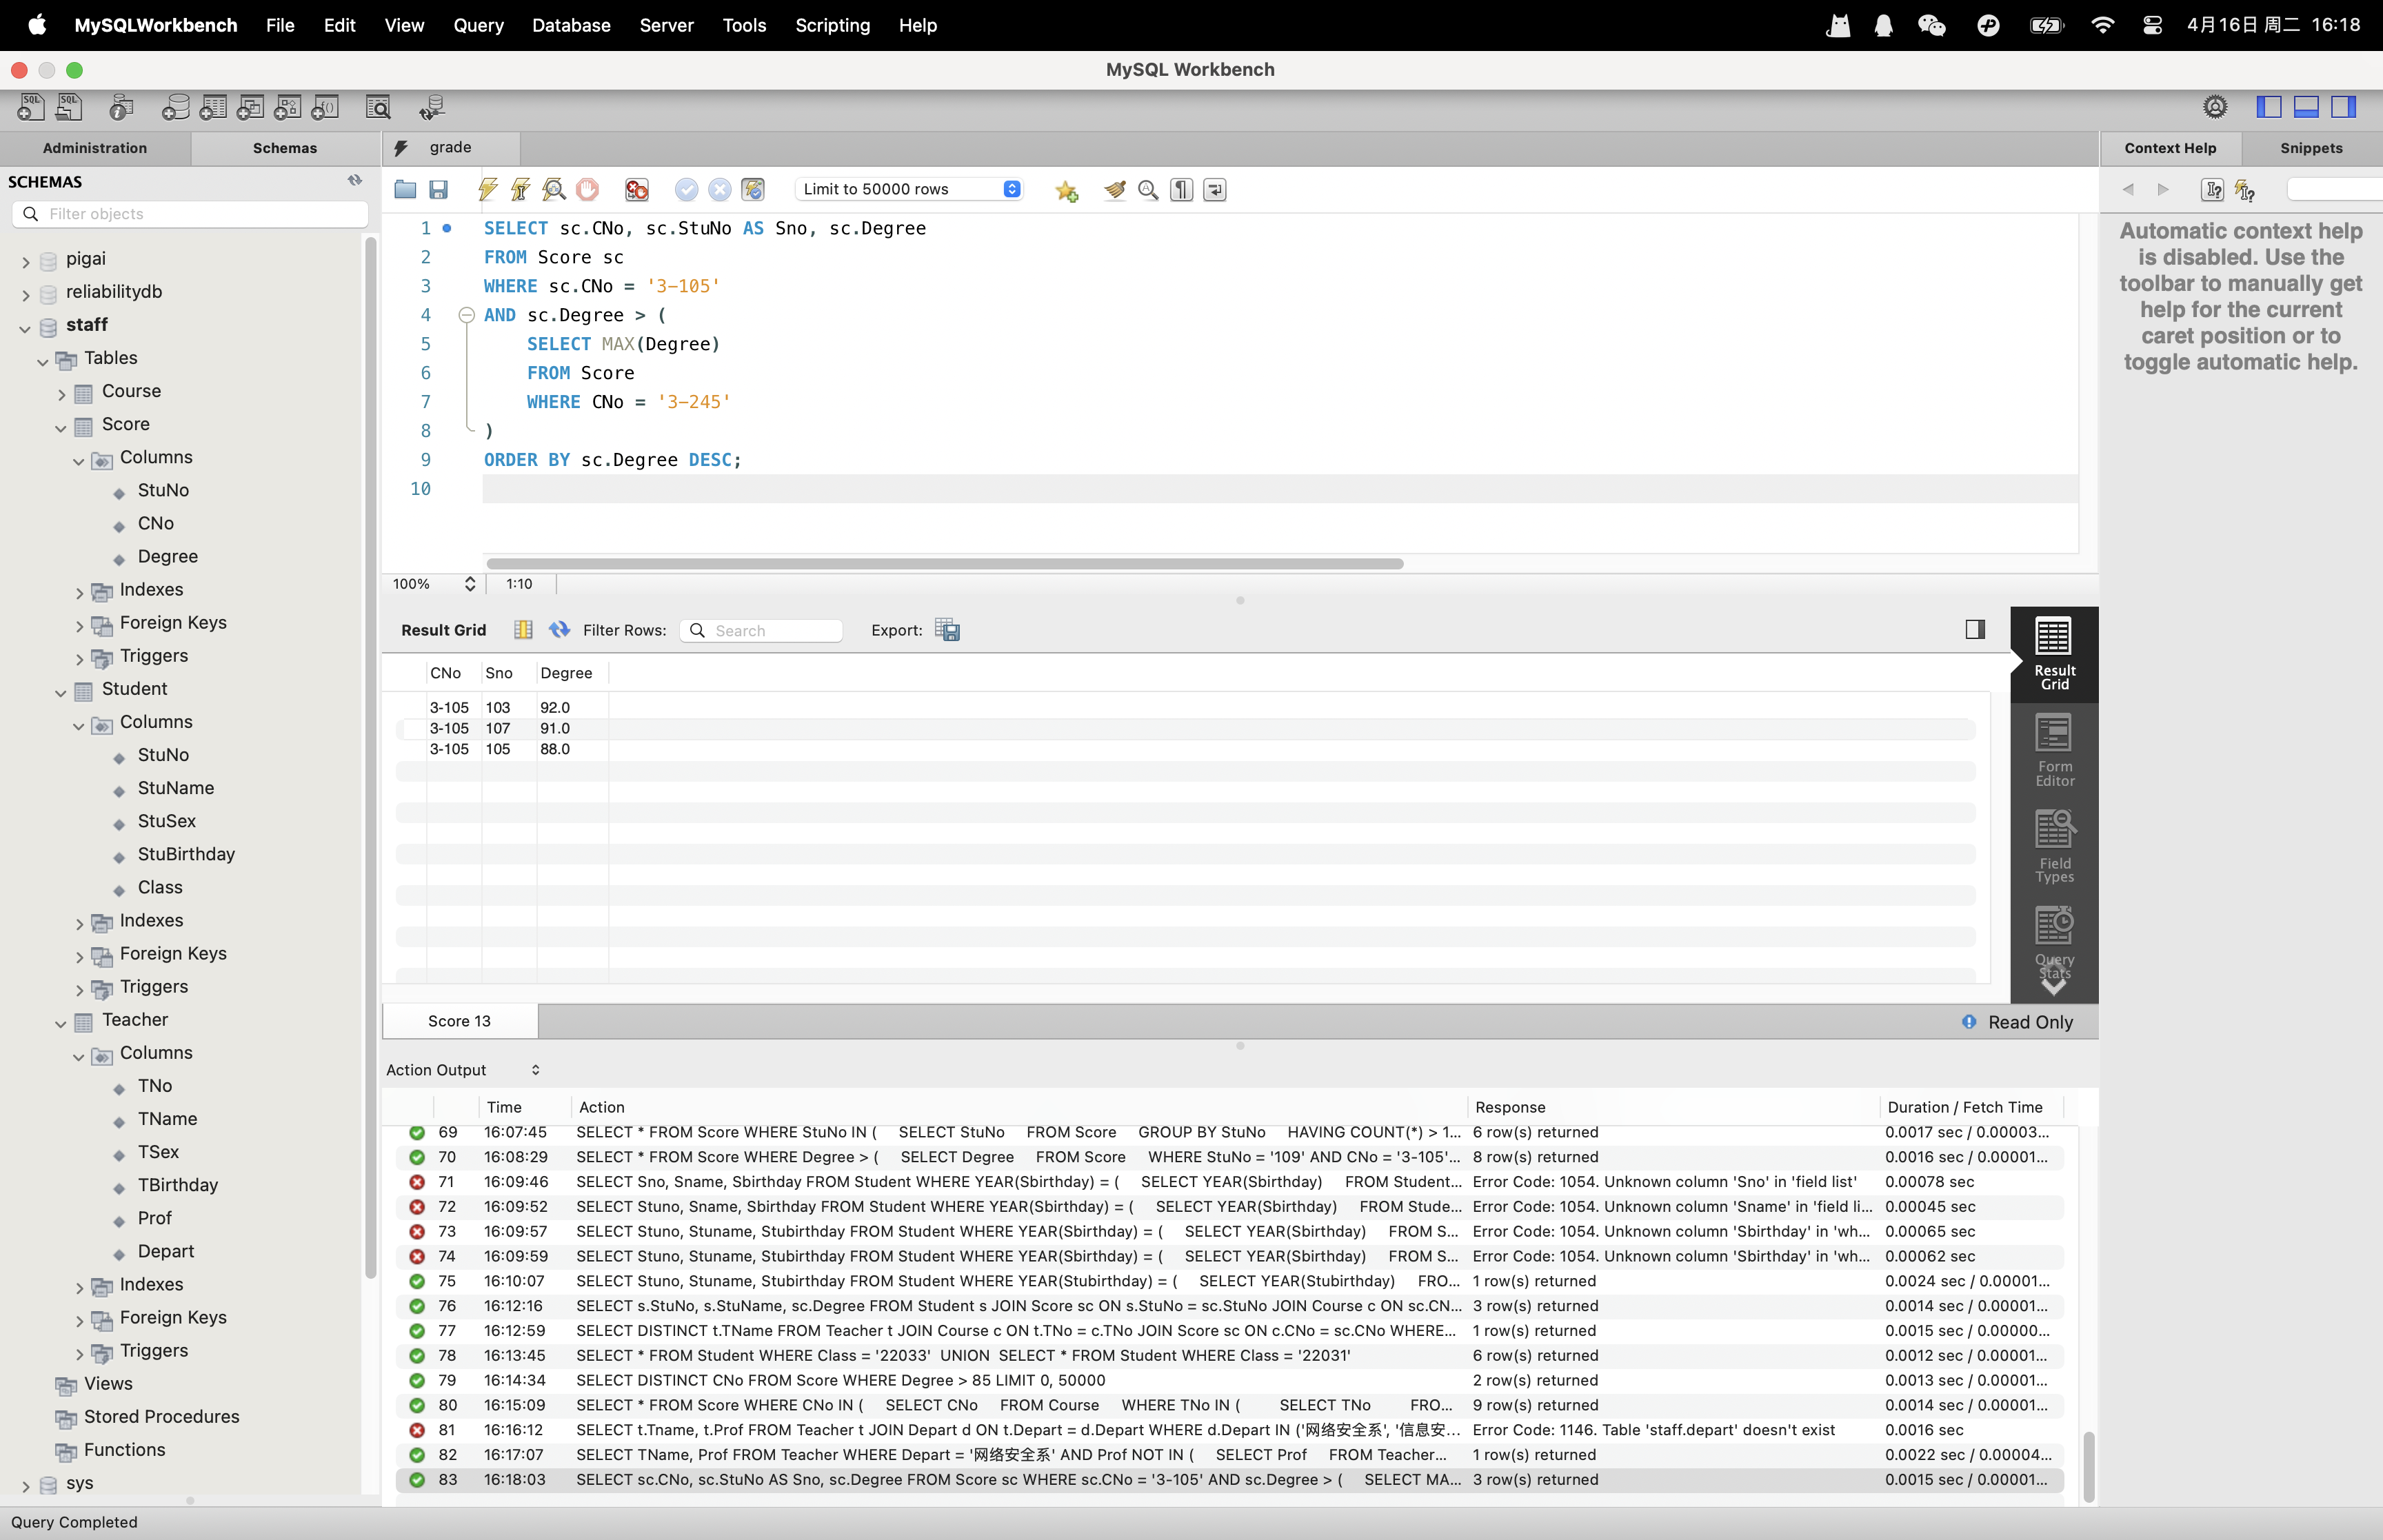 MySQLWorkbench File Edit View Query Database Server Tools Scripting Help 4月16日 周二 16:18
MySQL Workbench
Administration Schemas
SCHEMAS
Filter objects
pigai
reliabilitydb
staff
Tables
Course
Score
Columns
StuNo
CNo
Degree
Indexes
Foreign Keys
Triggers
Student
Columns
StuNo
StuName
StuSex
StuBirthday
Class
Indexes
Foreign Keys
Triggers
Teacher
Columns
TNo
TName
TSex
TBirthday
Prof
Depart
Indexes
Foreign Keys
Triggers
Views
Stored Procedures
Functions
sys
grade
Limit to 50000 rows
1 SELECT sc.CNo, sc.StuNo AS Sno, sc.Degree
2 FROM Score sc
3 WHERE sc.CNo = '3-105'
4 AND sc.Degree > (
5 SELECT MAX(Degree)
6 FROM Score
7 WHERE CNo = '3-245'
8 )
9 ORDER BY sc.Degree DESC;
10
100% 1:10
Result Grid Filter Rows: Search Export:
CNo Sno Degree
3-105 103 92.0
3-105 107 91.0
3-105 105 88.0
Result
Grid
Form
Editor
Field
Types
Query
Stats
Score 13 Read Only
Action Output
Time Action Response Duration / Fetch Time
69 16:07:45 SELECT * FROM Score WHERE StuNo IN ( SELECT StuNo FROM Score GROUP BY StuNo HAVING COUNT(*) > 1... 6 row(s) returned 0.0017 sec / 0.00003...
70 16:08:29 SELECT * FROM Score WHERE Degree > ( SELECT Degree FROM Score WHERE StuNo = '109' AND CNo = '3-105'... 8 row(s) returned 0.0016 sec / 0.00001...
71 16:09:46 SELECT Sno, Sname, Sbirthday FROM Student WHERE YEAR(Sbirthday) = ( SELECT YEAR(Sbirthday) FROM Student... Error Code: 1054. Unknown column 'Sno' in 'field list' 0.00078 sec
72 16:09:52 SELECT Stuno, Sname, Sbirthday FROM Student WHERE YEAR(Sbirthday) = ( SELECT YEAR(Sbirthday) FROM Stude... Error Code: 1054. Unknown column 'Sname' in 'field li... 0.00045 sec
73 16:09:57 SELECT Stuno, Stuname, Stubirthday FROM Student WHERE YEAR(Sbirthday) = ( SELECT YEAR(Sbirthday) FROM S... Error Code: 1054. Unknown column 'Sbirthday' in 'wh... 0.00065 sec
74 16:09:59 SELECT Stuno, Stuname, Stubirthday FROM Student WHERE YEAR(Sbirthday) = ( SELECT YEAR(Sbirthday) FROM S... Error Code: 1054. Unknown column 'Sbirthday' in 'wh... 0.00062 sec
75 16:10:07 SELECT Stuno, Stuname, Stubirthday FROM Student WHERE YEAR(Stubirthday) = ( SELECT YEAR(Stubirthday) FRO... 1 row(s) returned 0.0024 sec / 0.00001...
76 16:12:16 SELECT s.StuNo, s.StuName, sc.Degree FROM Student s JOIN Score sc ON s.StuNo = sc.StuNo JOIN Course c ON sc.CN... 3 row(s) returned 0.0014 sec / 0.00001...
77 16:12:59 SELECT DISTINCT t.TName FROM Teacher t JOIN Course c ON t.TNo = c.TNo JOIN Score sc ON c.CNo = sc.CNo WHERE... 1 row(s) returned 0.0015 sec / 0.00000...
78 16:13:45 SELECT * FROM Student WHERE Class = '22033' UNION SELECT * FROM Student WHERE Class = '22031' 6 row(s) returned 0.0012 sec / 0.00001...
79 16:14:34 SELECT DISTINCT CNo FROM Score WHERE Degree > 85 LIMIT 0, 50000 2 row(s) returned 0.0013 sec / 0.00001...
80 16:15:09 SELECT * FROM Score WHERE CNo IN ( SELECT CNo FROM Course WHERE TNo IN ( SELECT TNo FRO... 9 row(s) returned 0.0014 sec / 0.00001...
81 16:16:12 SELECT t.Tname, t.Prof FROM Teacher t JOIN Depart d ON t.Depart = d.Depart WHERE d.Depart IN ('网络安全系', '信息安... Error Code: 1146. Table 'staff.depart' doesn't exist 0.0016 sec
82 16:17:07 SELECT TName, Prof FROM Teacher WHERE Depart = '网络安全系' AND Prof NOT IN ( SELECT Prof FROM Teacher... 1 row(s) returned 0.0022 sec / 0.00004...
83 16:18:03 SELECT sc.CNo, sc.StuNo AS Sno, sc.Degree FROM Score sc WHERE sc.CNo = '3-105' AND sc.Degree > ( SELECT MA... 3 row(s) returned 0.0015 sec / 0.00001...
Context Help Snippets
Automatic context help
is disabled. Use the
toolbar to manually get
help for the current
caret position or to
toggle automatic help.
Query Completed